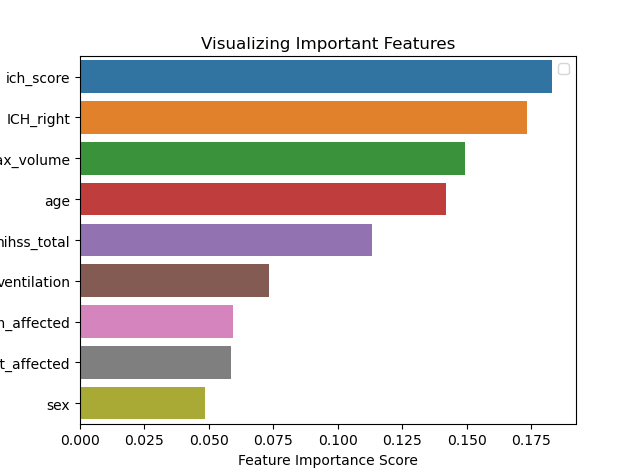 Visualizing Important Features
ich_score
ICH_right
ax_volume
age
nihss_total
ventilation
_affected
t_affected
sex
0.000 0.025 0.050 0.075 0.100 0.125 0.150 0.175
Feature Importance Score